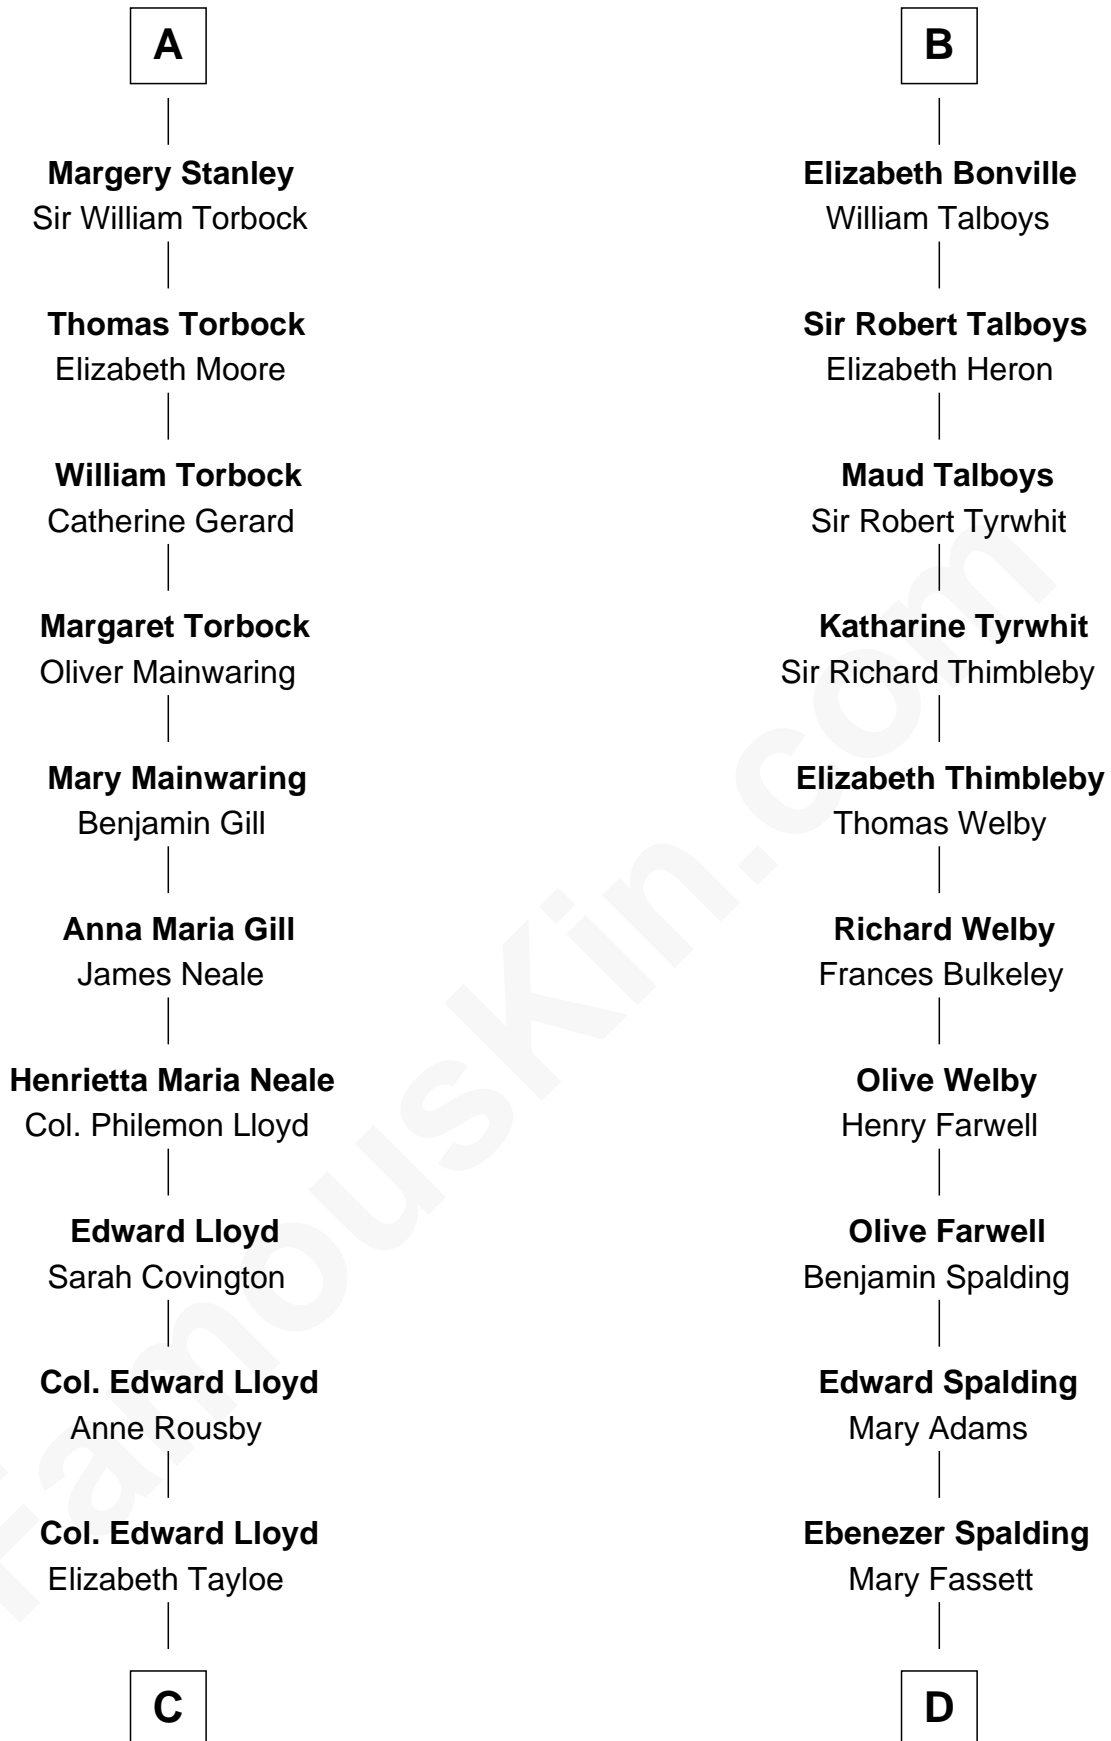 A
Margery Stanley
Sir William Torbock
Thomas Torbock
Elizabeth Moore
William Torbock
Catherine Gerard
Margaret Torbock
Oliver Mainwaring
Mary Mainwaring
Benjamin Gill
Anna Maria Gill
James Neale
Henrietta Maria Neale
Col. Philemon Lloyd
Edward Lloyd
Sarah Covington
Col. Edward Lloyd
Anne Rousby
Col. Edward Lloyd
Elizabeth Tayloe
C
B
Elizabeth Bonville
William Talboys
Sir Robert Talboys
Elizabeth Heron
Maud Talboys
Sir Robert Tyrwhit
Katharine Tyrwhit
Sir Richard Thimbleby
Elizabeth Thimbleby
Thomas Welby
Richard Welby
Frances Bulkeley
Olive Welby
Henry Farwell
Olive Farwell
Benjamin Spalding
Edward Spalding
Mary Adams
Ebenezer Spalding
Mary Fassett
D
FamousKin.com